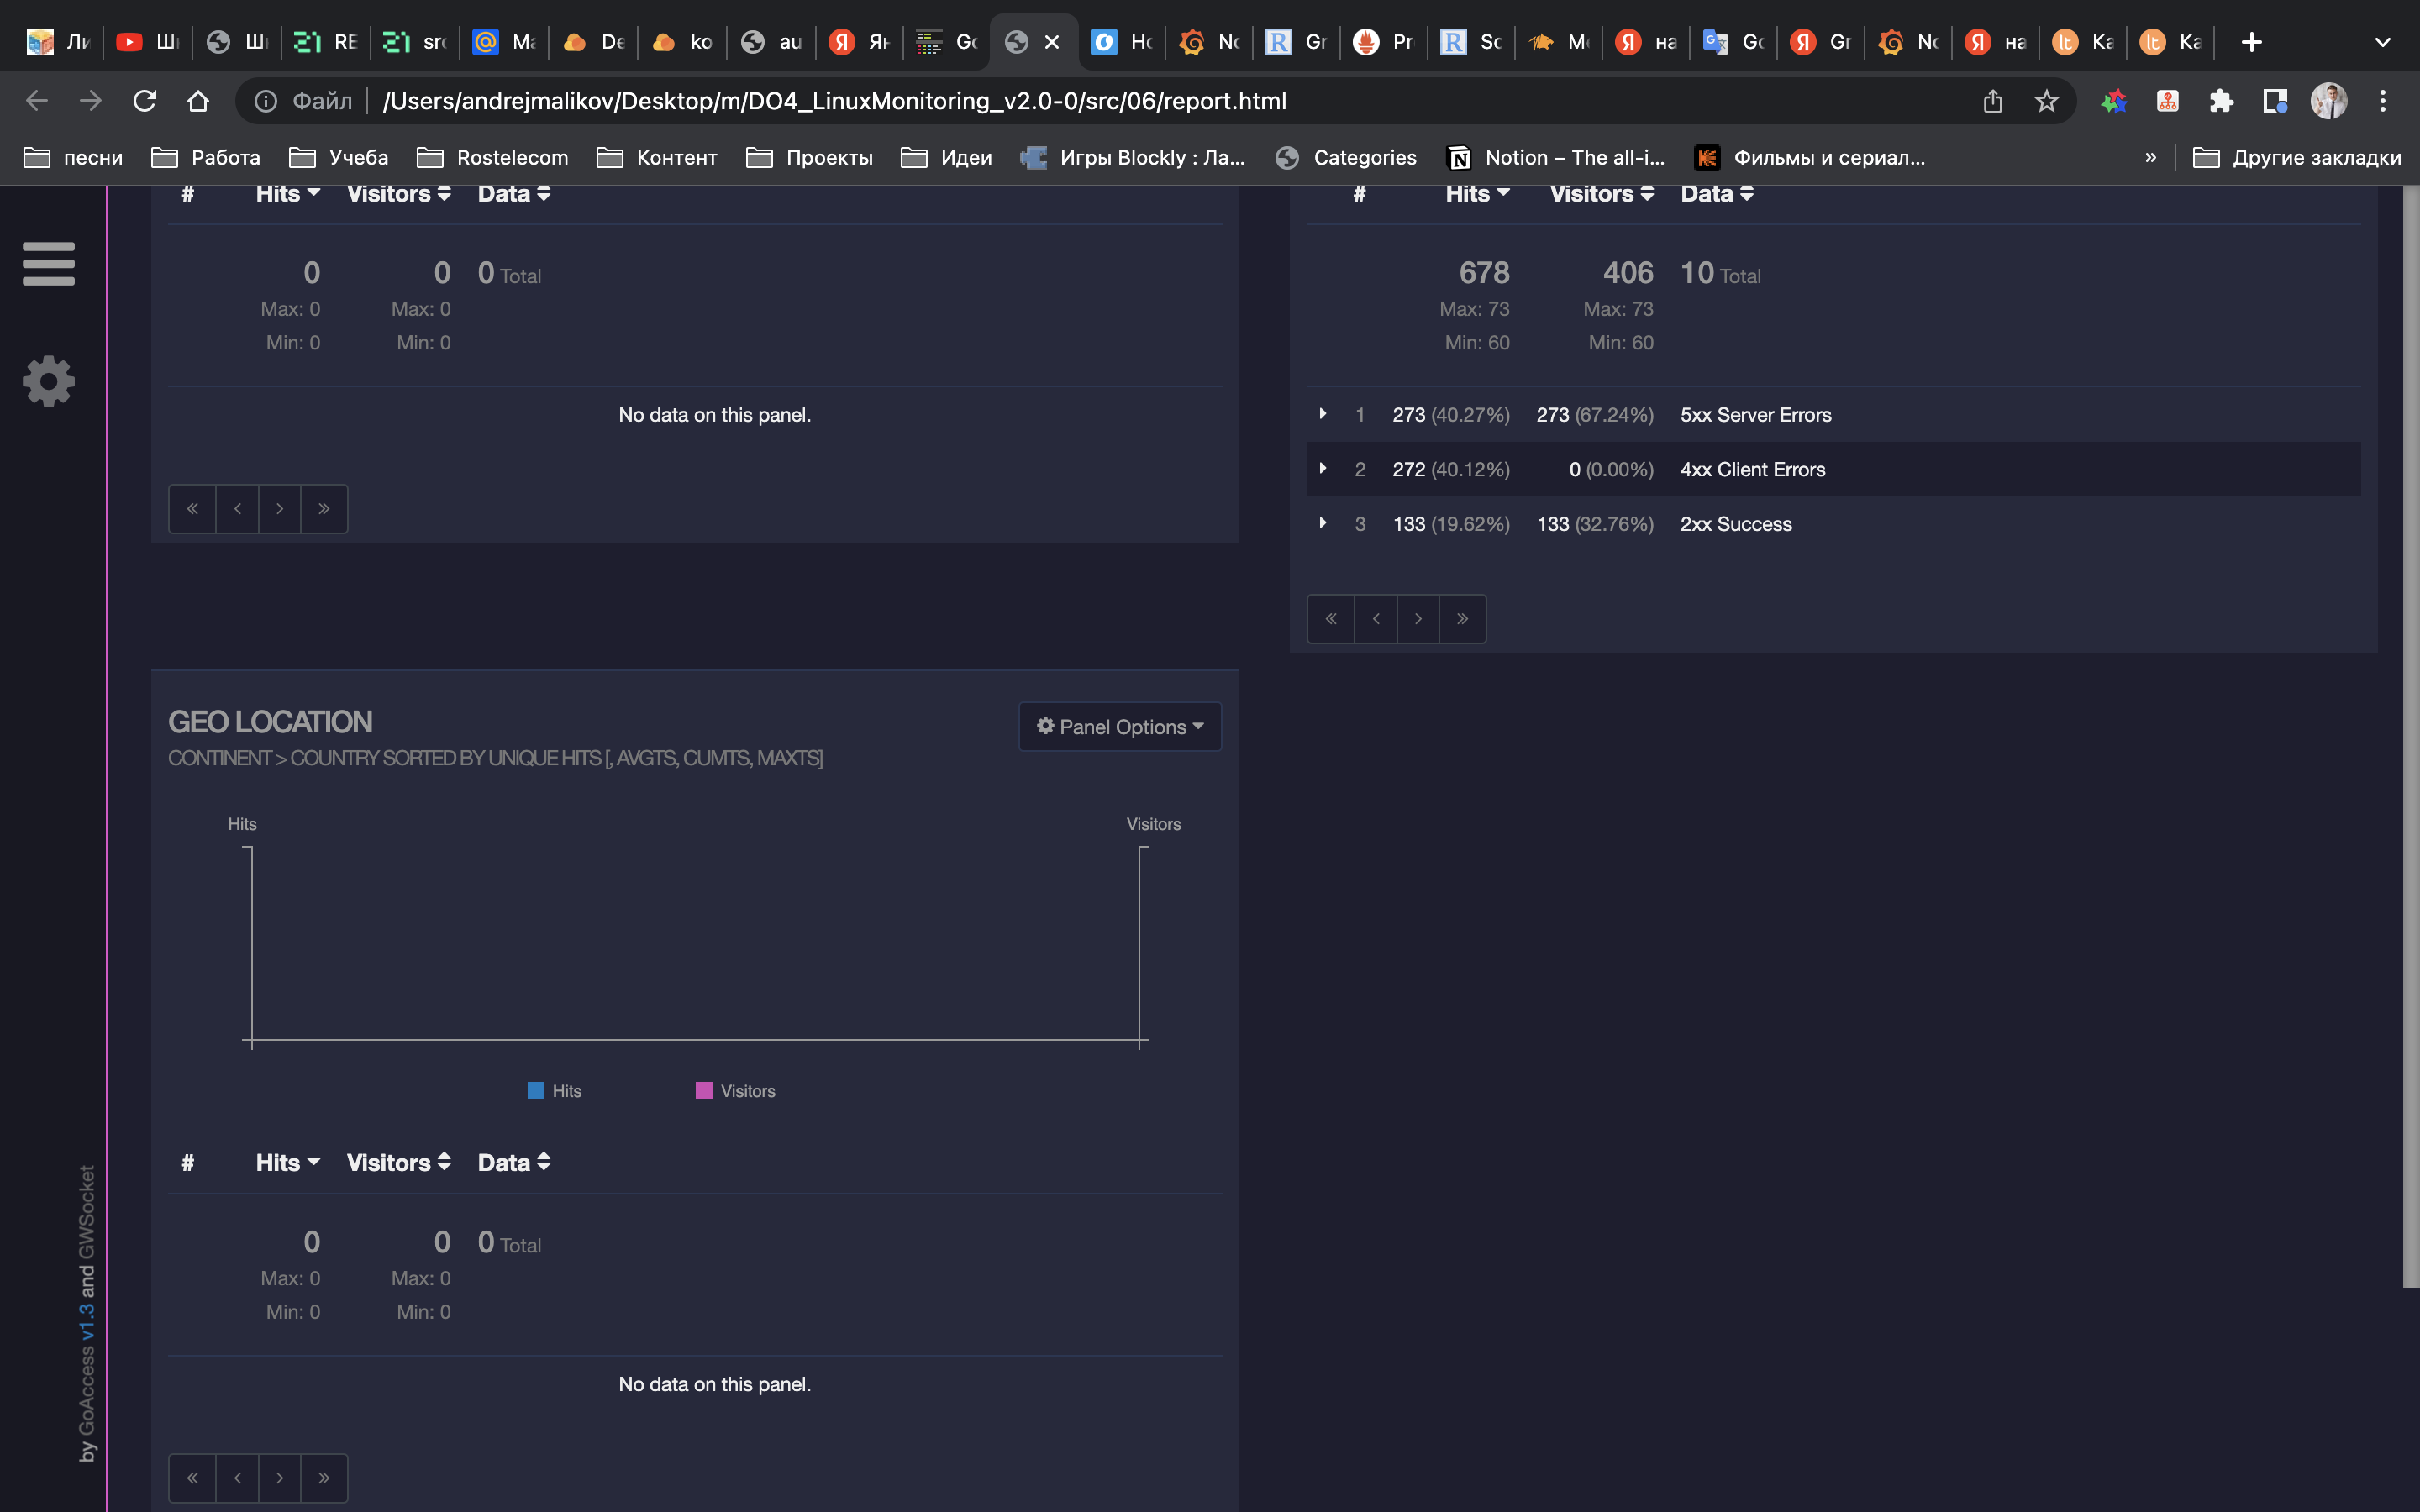 Ли Ш Ш RE src Ма De ko au Ян Go Нo No Gr Pr Sc Mo на Go Gr No на Ка Ка
Файл /Users/andrejmalikov/Desktop/m/DO4_LinuxMonitoring_v2.0-0/src/06/report.html
песни Работа Учеба Rostelecom Контент Проекты Идеи Игры Blockly : Ла... Categories Notion – The all-i... Фильмы и сериал... » Другие закладки
# Hits Visitors Data
0 0 0 Total
Max: 0 Max: 0
Min: 0 Min: 0
No data on this panel.
« ‹ › »
# Hits Visitors Data
678 406 10 Total
Max: 73 Max: 73
Min: 60 Min: 60
1 273 (40.27%) 273 (67.24%) 5xx Server Errors
2 272 (40.12%) 0 (0.00%) 4xx Client Errors
3 133 (19.62%) 133 (32.76%) 2xx Success
« ‹ › »
GEO LOCATION
Panel Options
CONTINENT > COUNTRY SORTED BY UNIQUE HITS [, AVGTS, CUMTS, MAXTS]
Hits Visitors
Hits Visitors
# Hits Visitors Data
0 0 0 Total
Max: 0 Max: 0
Min: 0 Min: 0
No data on this panel.
« ‹ › »
by GoAccess v1.3 and GWSocket